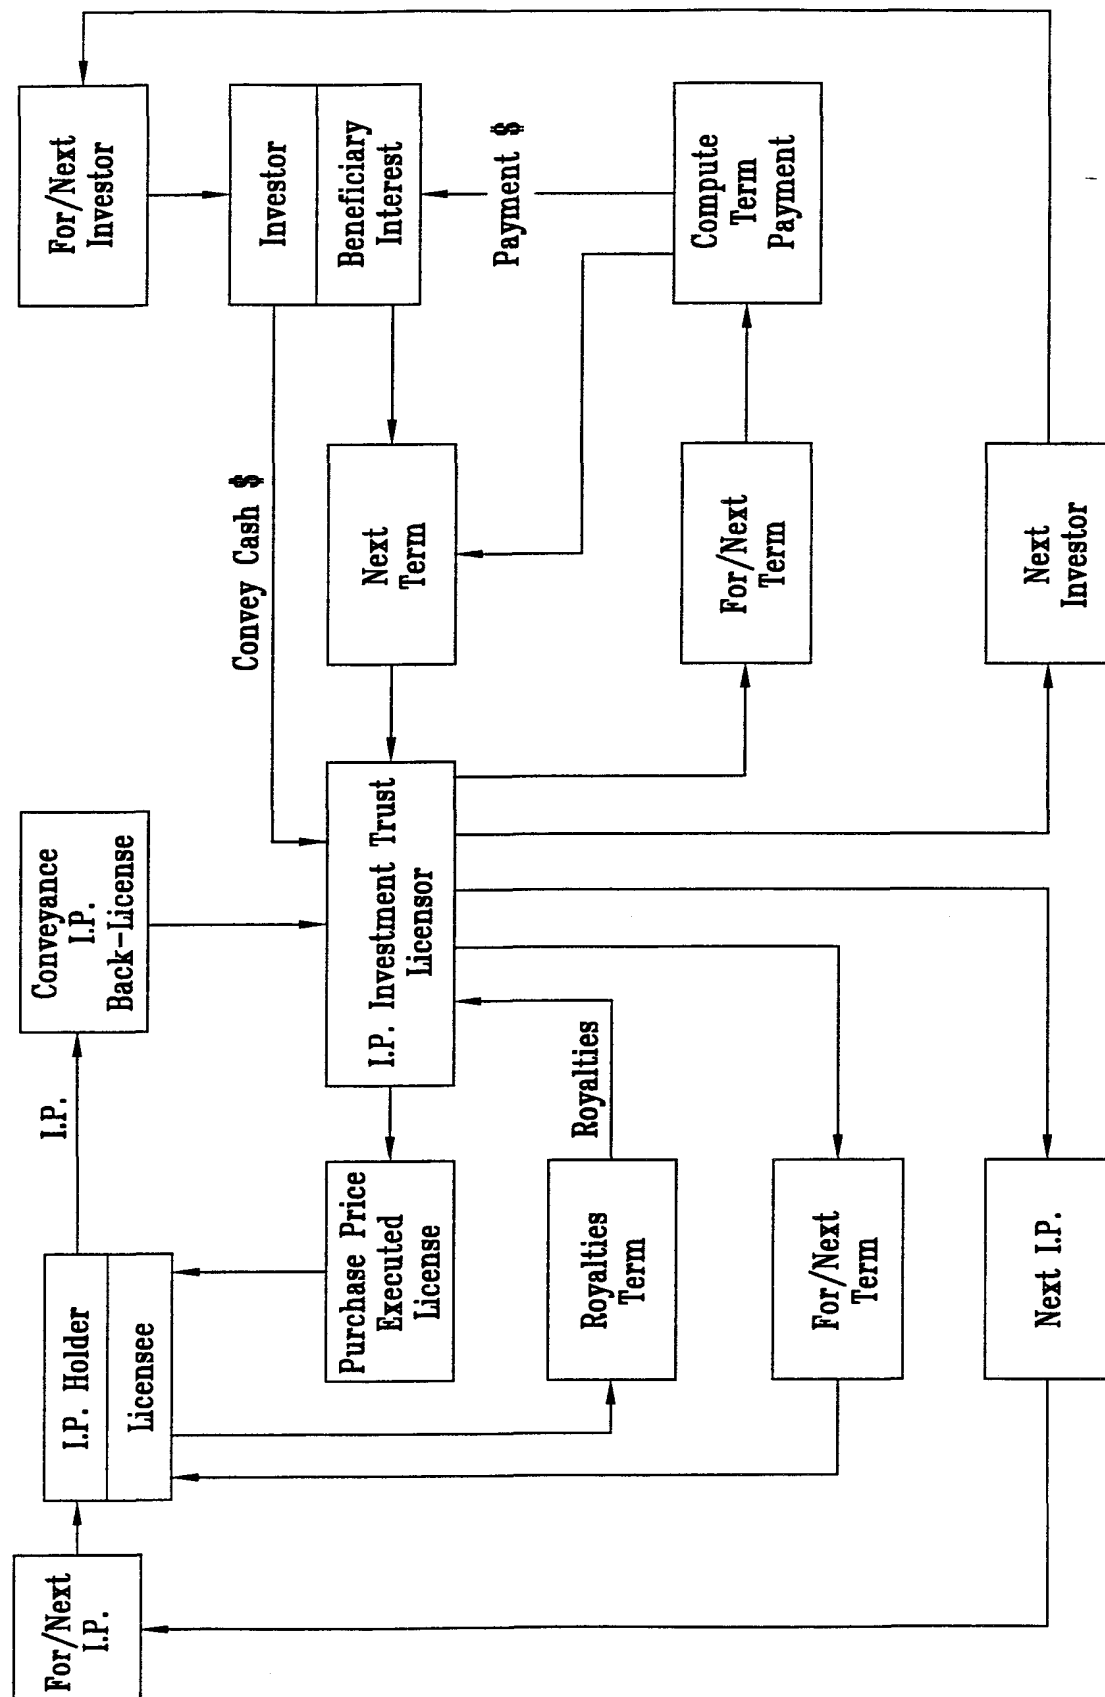 For/Next
I.P.
I.P. Holder
Licensee
I.P.
Conveyance
I.P.
Back-License
For/Next
Investor
Investor
Beneficiary
Interest
Convey Cash $
Purchase Price
Executed
License
I.P. Investment Trust
Licensor
Next
Term
Payment $
Royalties
Term
Royalties
For/Next
Term
For/Next
Term
Compute
Term
Payment
Next I.P.
Next
Investor